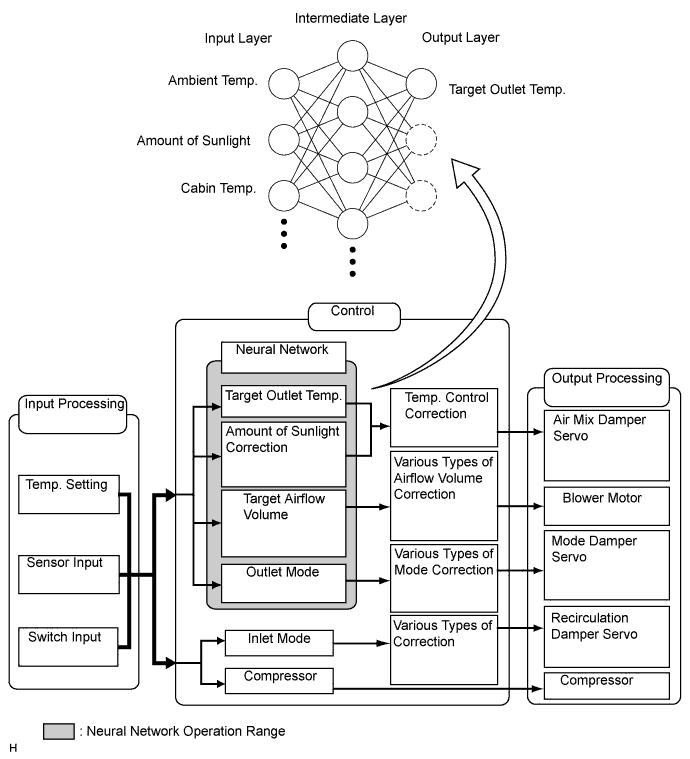 Intermediate Layer
Input Layer
Output Layer
Ambient Temp.
Target Outlet Temp.
Amount of Sunlight
Cabin Temp.
Control
Neural Network
Input Processing
Output Processing
Target Outlet Temp.
Temp. Control
Correction
Air Mix Damper
Servo
Amount of Sunlight
Correction
Various Types of
Airflow Volume
Correction
Temp. Setting
Target Airflow
Volume
Blower Motor
Sensor Input
Outlet Mode
Various Types of
Mode Correction
Mode Damper
Servo
Switch Input
Inlet Mode
Various Types of
Correction
Recirculation
Damper Servo
Compressor
Compressor
: Neural Network Operation Range
H